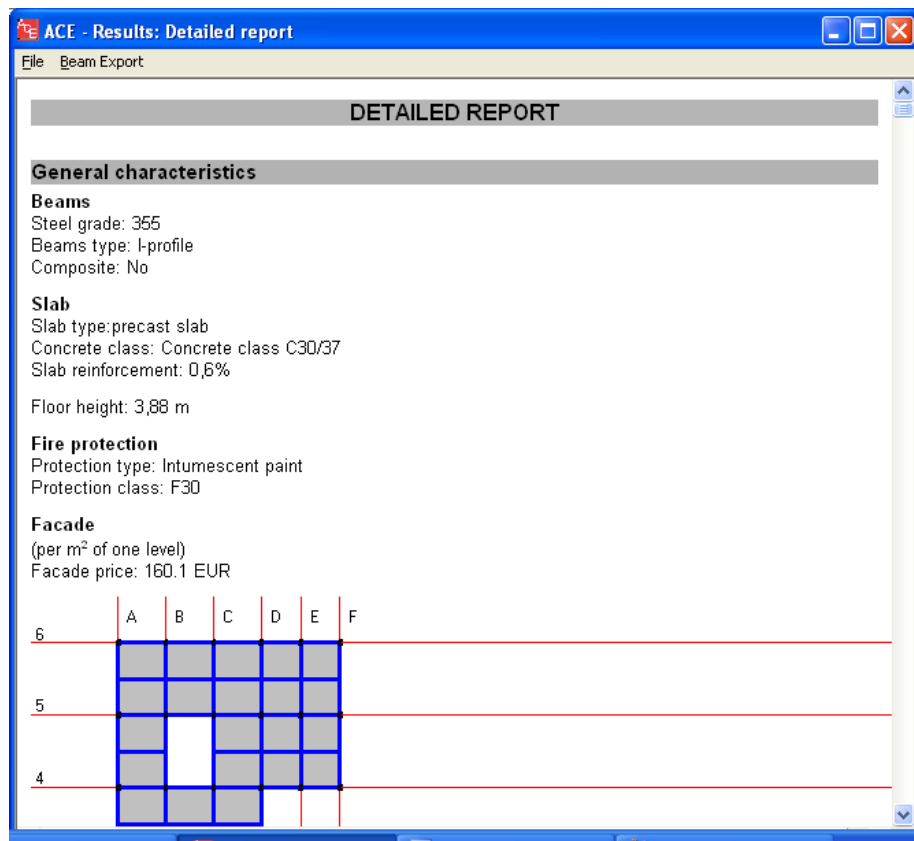 ACE - Results: Detailed report
File Beam Export
DETAILED REPORT
General characteristics
Beams
Steel grade: 355
Beams type: I-profile
Composite: No
Slab
Slab type:precast slab
Concrete class: Concrete class C30/37
Slab reinforcement: 0,6%
Floor height: 3,88 m
Fire protection
Protection type: Intumescent paint
Protection class: F30
Facade
(per m² of one level)
Facade price: 160.1 EUR
A B C D E F
6
5
4